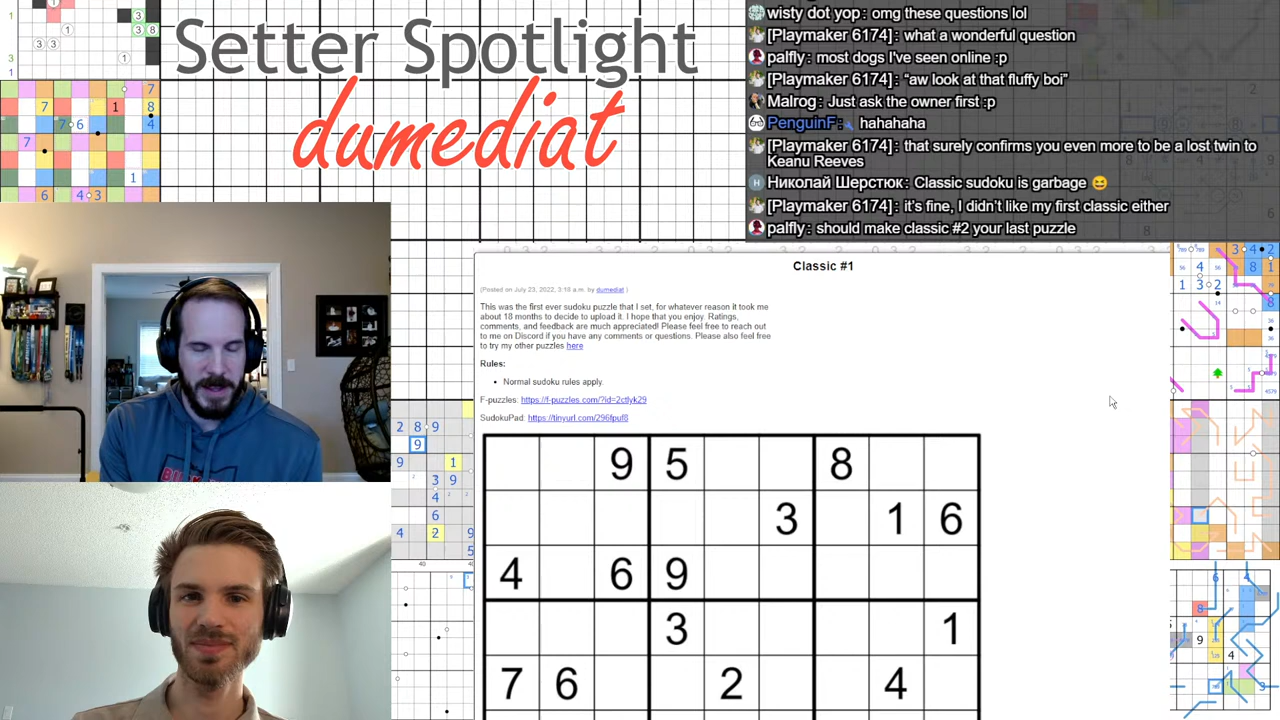 Setter Spotlight
dumediat
wisty dot yop: omg these questions lol
[Playmaker 6174]: what a wonderful question
palfly: most dogs I've seen online :p
[Playmaker 6174]: “aw look at that fluffy boi”
Malrog: Just ask the owner first :p
PenguinF: hahahaha
[Playmaker 6174]: that surely confirms you even more to be a lost twin to
Keanu Reeves
Николай Шерстюк: Classic sudoku is garbage 😆
[Playmaker 6174]: it's fine, I didn't like my first classic either
palfly: should make classic #2 your last puzzle
Classic #1
(Posted on July 23, 2022, 3:18 a.m. by dumediat )
This was the first ever sudoku puzzle that I set, for whatever reason it took me
about 18 months to decide to upload it. I hope that you enjoy. Ratings,
comments, and feedback are much appreciated! Please feel free to reach out
to me on Discord if you have any comments or questions. Please also feel free
to try my other puzzles here
Rules:
• Normal sudoku rules apply.
F-puzzles: https://f-puzzles.com/?id=2ctlyk29
SudokuPad: https://tinyurl.com/296fpuf8
9 5 8
3 1 6
4 6 9
3 1
7 6 2 4